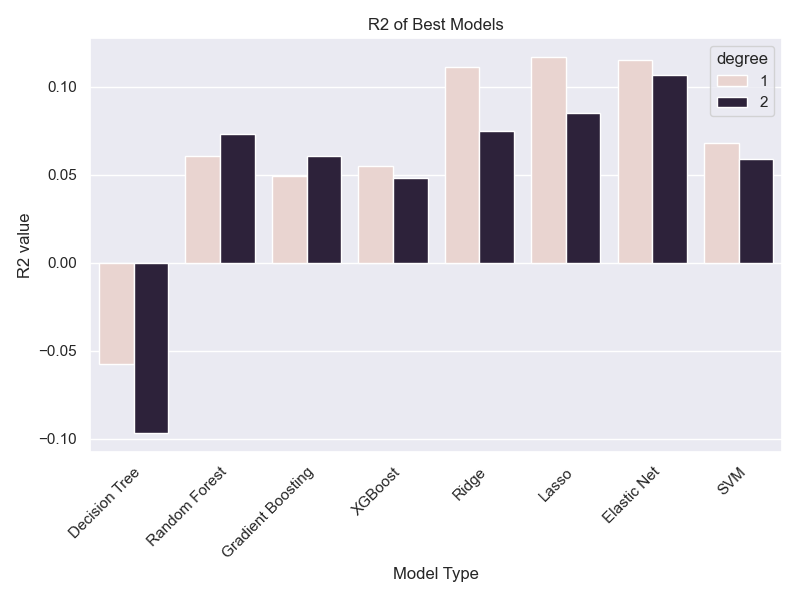 R2 of Best Models
degree
1
2
0.10
0.05
0.00
−0.05
−0.10
R2 value
Decision Tree
Random Forest
Gradient Boosting
XGBoost
Ridge
Lasso
Elastic Net
SVM
Model Type